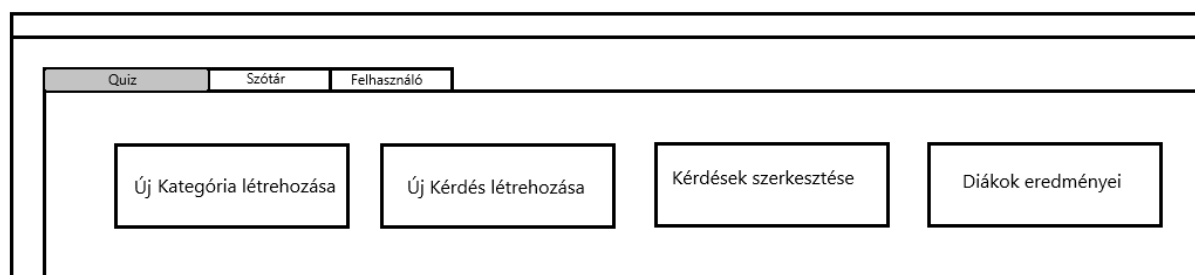 Quiz
Szótár
Felhasználó
Új Kategória létrehozása
Új Kérdés létrehozása
Kérdések szerkesztése
Diákok eredményei